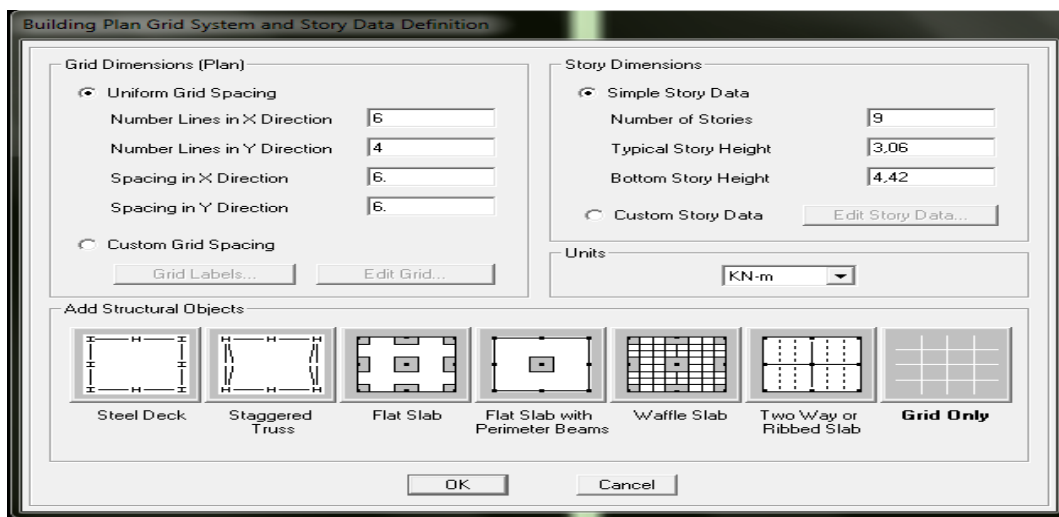 Building Plan Grid System and Story Data Definition
Grid Dimensions (Plan)
Uniform Grid Spacing
Number Lines in X Direction 6
Number Lines in Y Direction 4
Spacing in X Direction 6.
Spacing in Y Direction 6.
Custom Grid Spacing
Grid Labels... Edit Grid...
Story Dimensions
Simple Story Data
Number of Stories 9
Typical Story Height 3,06
Bottom Story Height 4,42
Custom Story Data Edit Story Data...
Units
KN-m
Add Structural Objects
Steel Deck
Staggered
Truss
Flat Slab
Flat Slab with
Perimeter Beams
Waffle Slab
Two Way or
Ribbed Slab
Grid Only
OK Cancel